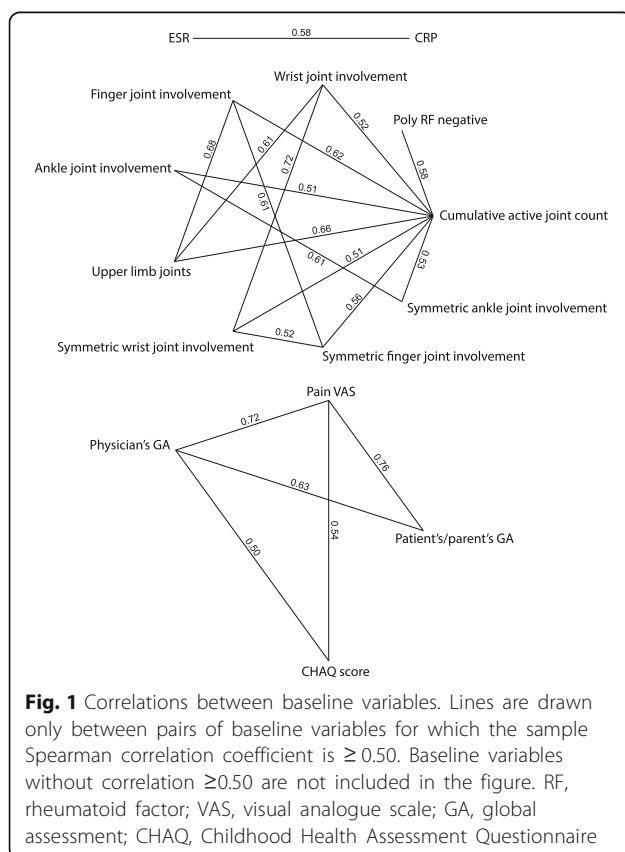 0.58
ESR CRP
Wrist joint involvement
Finger joint involvement
Poly RF negative
0.52
0.61
0.68
0.62
0.72
0.58
Ankle joint involvement
0.51
0.61
Cumulative active joint count
0.66
0.51
0.61
0.53
Upper limb joints
0.56
Symmetric ankle joint involvement
0.52
Symmetric wrist joint involvement
Symmetric finger joint involvement
Pain VAS
0.72
Physician's GA
0.76
0.63
0.54
Patient's/parent's GA
0.50
CHAQ score
Fig. 1 Correlations between baseline variables. Lines are drawn
only between pairs of baseline variables for which the sample
Spearman correlation coefficient is ≥ 0.50. Baseline variables
without correlation ≥0.50 are not included in the figure. RF,
rheumatoid factor; VAS, visual analogue scale; GA, global
assessment; CHAQ, Childhood Health Assessment Questionnaire